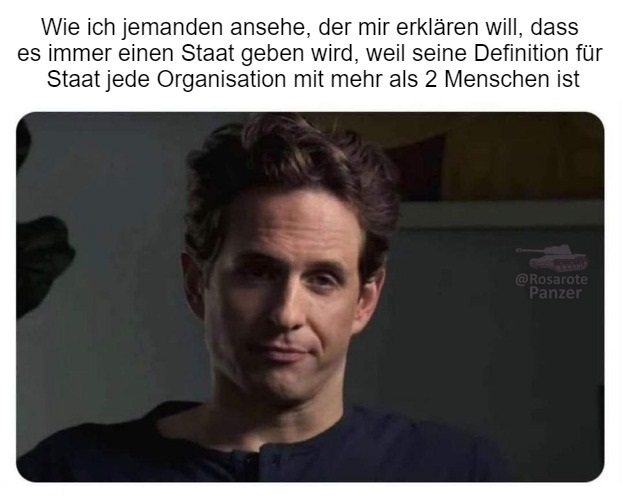 Wie ich jemanden ansehe, der mir erklären will, dass
es immer einen Staat geben wird, weil seine Definition für
Staat jede Organisation mit mehr als 2 Menschen ist
@Rosarote
Panzer